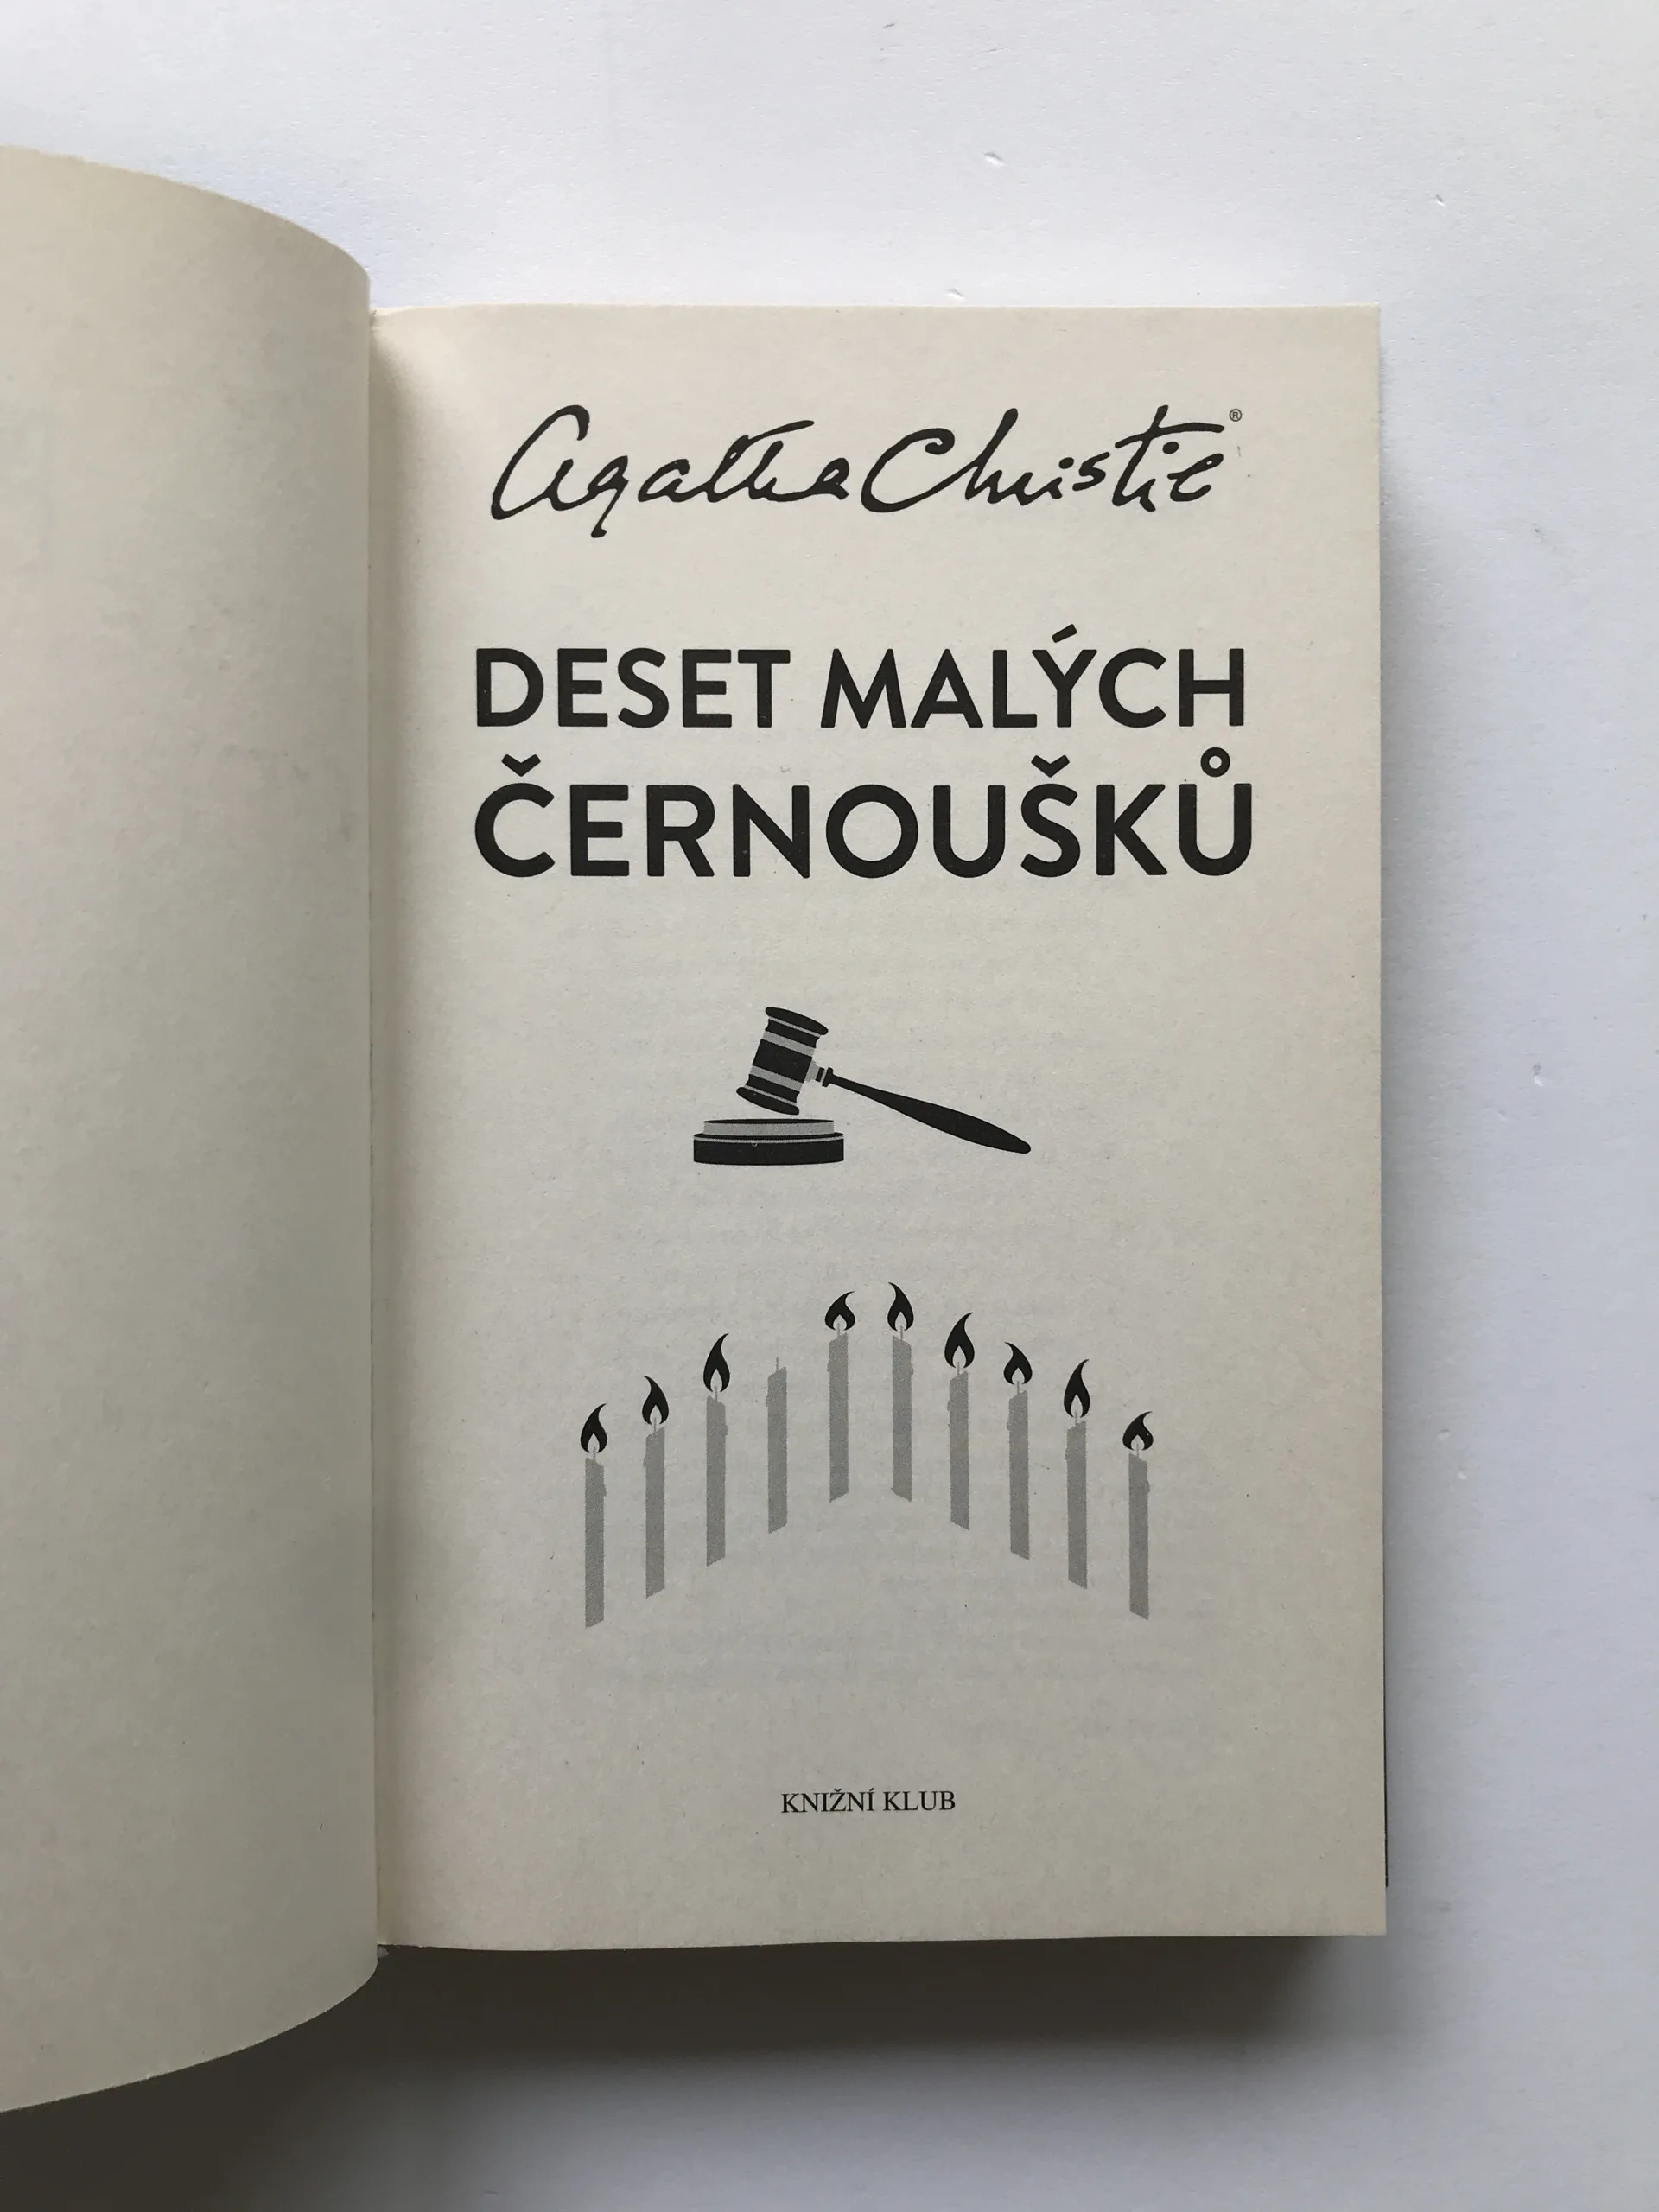 Agatha Christie®
DESET MALÝCH
ČERNOUŠKŮ
KNIŽNÍ KLUB